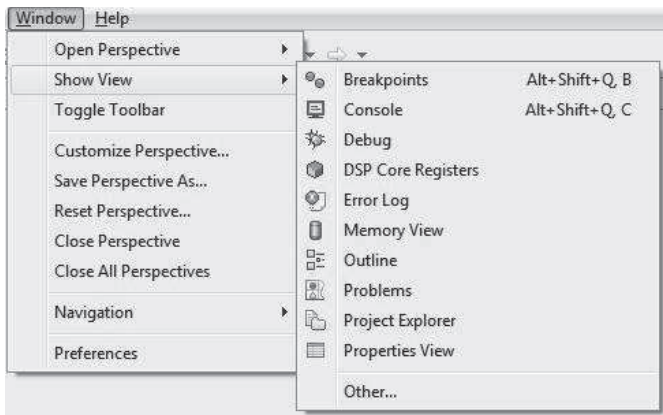 Window Help
Open Perspective
Show View
Toggle Toolbar
Customize Perspective...
Save Perspective As...
Reset Perspective...
Close Perspective
Close All Perspectives
Navigation
Preferences
Breakpoints Alt+Shift+Q, B
Console Alt+Shift+Q, C
Debug
DSP Core Registers
Error Log
Memory View
Outline
Problems
Project Explorer
Properties View
Other...